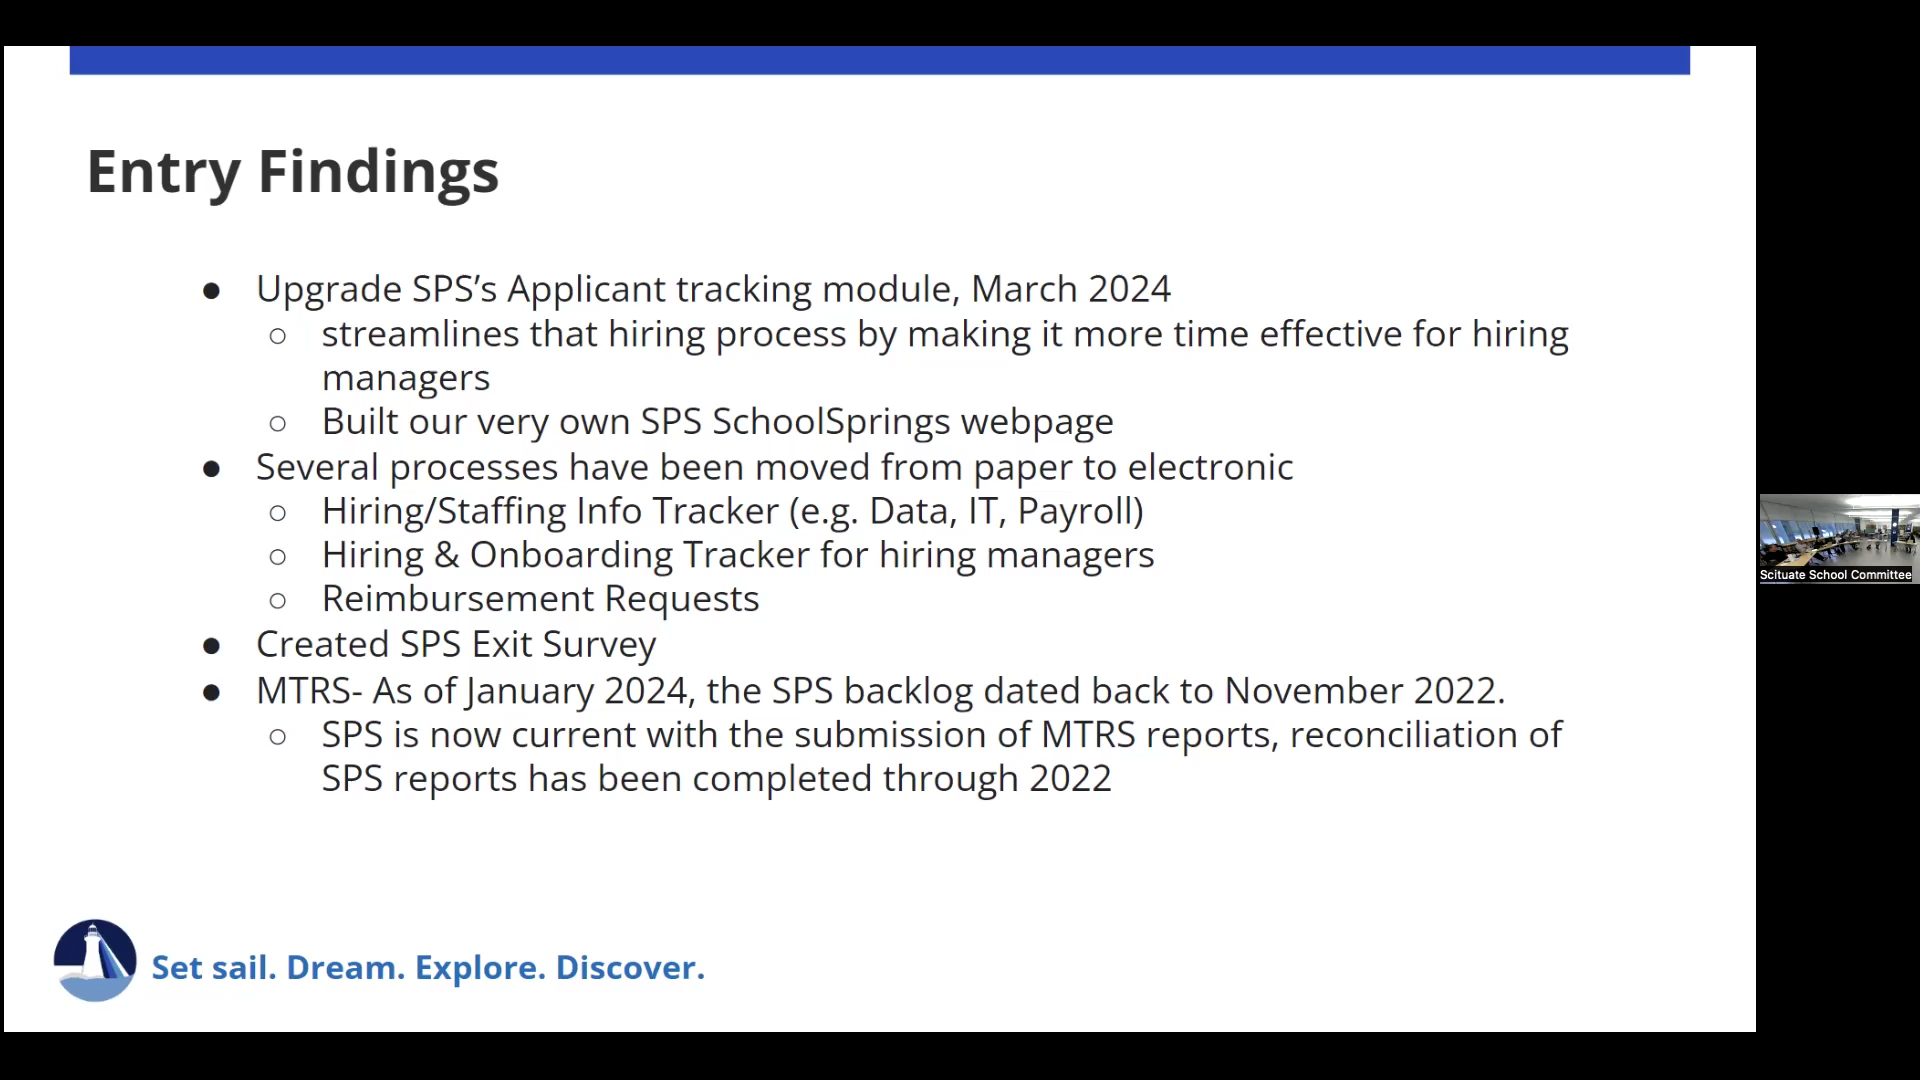 Entry Findings
● Upgrade SPS’s Applicant tracking module, March 2024
○ streamlines that hiring process by making it more time effective for hiring
managers
○ Built our very own SPS SchoolSprings webpage
● Several processes have been moved from paper to electronic
○ Hiring/Staffing Info Tracker (e.g. Data, IT, Payroll)
○ Hiring & Onboarding Tracker for hiring managers
○ Reimbursement Requests
● Created SPS Exit Survey
● MTRS- As of January 2024, the SPS backlog dated back to November 2022.
○ SPS is now current with the submission of MTRS reports, reconciliation of
SPS reports has been completed through 2022
Scituate School Committee
Set sail. Dream. Explore. Discover.